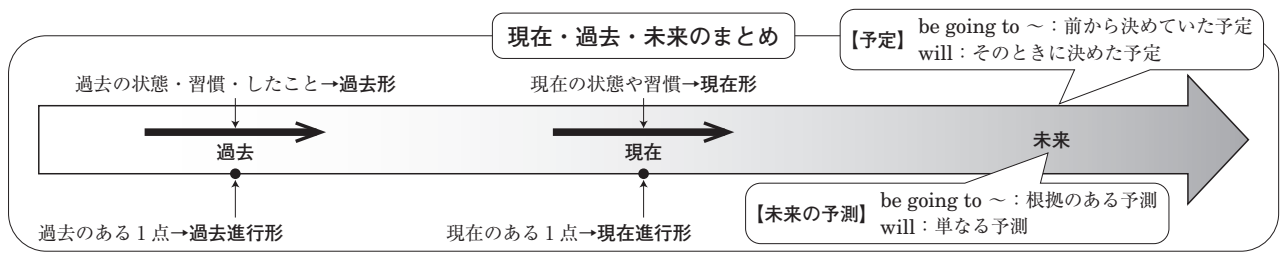 現在・過去・未来のまとめ
【予定】 be going to ～：前から決めていた予定
will：そのときに決めた予定
過去の状態・習慣・したこと→過去形
現在の状態や習慣→現在形
過去
現在
未来
過去のある1点→過去進行形
現在のある1点→現在進行形
【未来の予測】 be going to ～：根拠のある予測
will：単なる予測